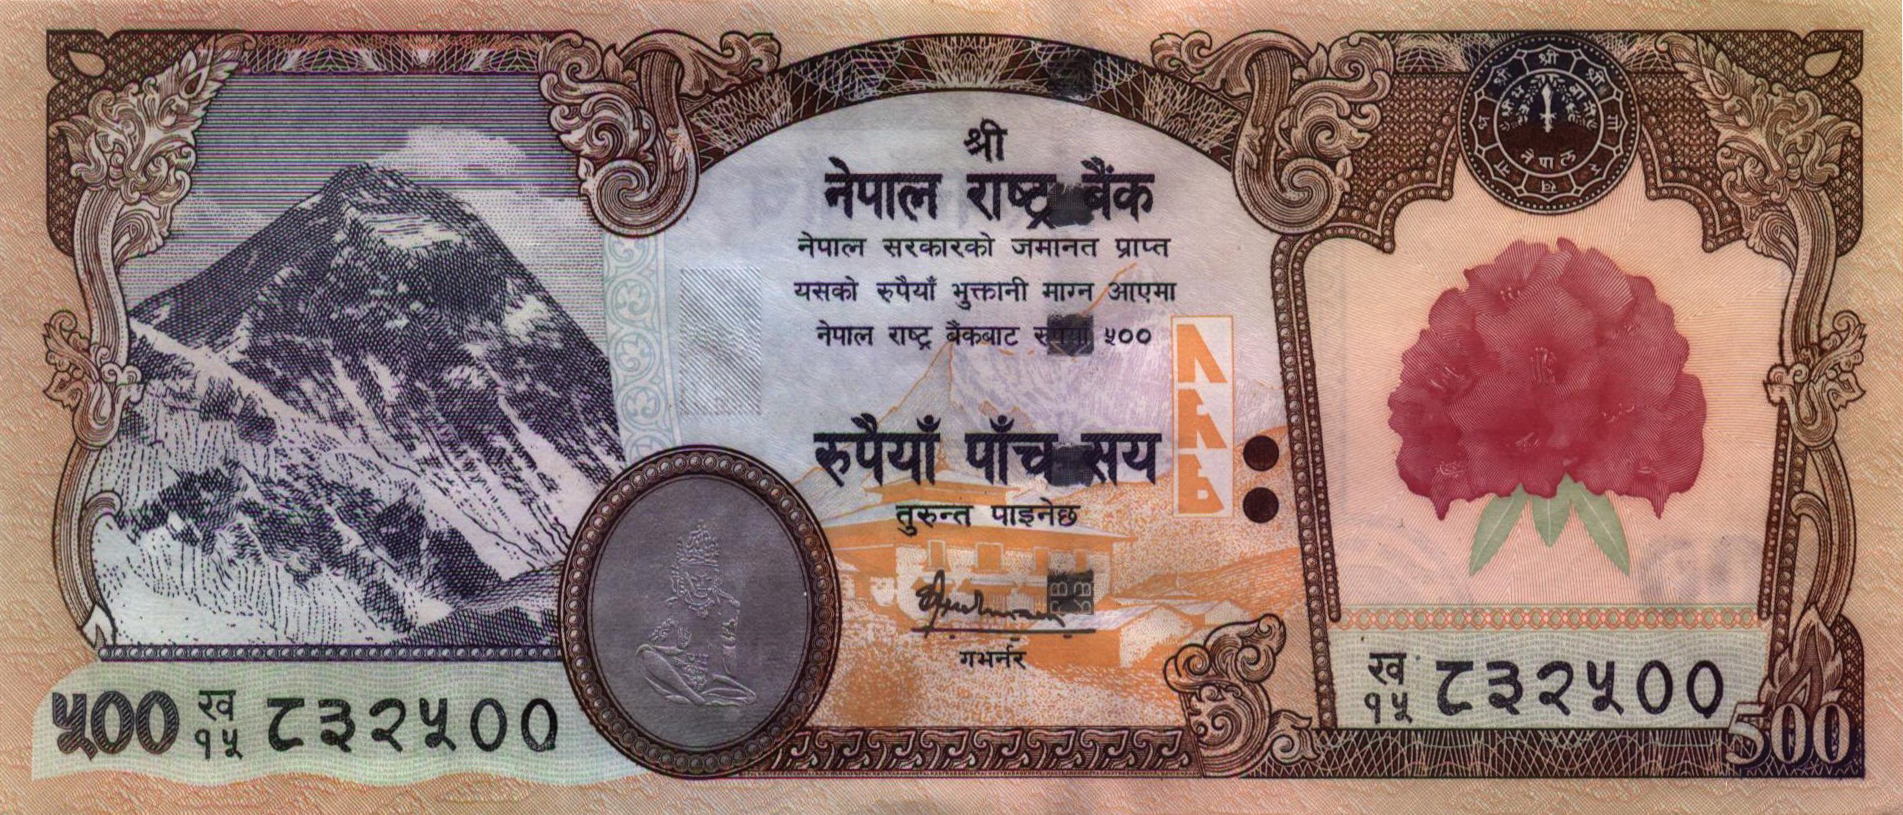 श्री
नेपाल राष्ट्र बैंक
नेपाल सरकारको जमानत प्राप्त
यसको रुपैयाँ भुक्तानी माग्न आएमा
नेपाल राष्ट्र बैंकबाट रुपैया ५००
रुपैयाँ पाँच सय
तुरुन्त पाइनेछ
गभर्नर
५०० ख १५ ८३२५००
ख १५ ८३२५००
500